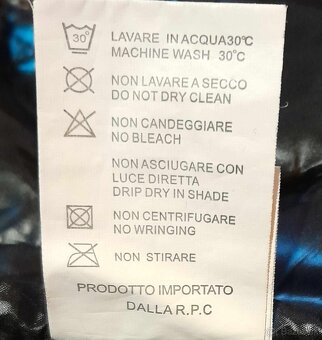 30°
LAVARE IN ACQUA30°C
MACHINE WASH 30°C
NON LAVARE A SECCO
DO NOT DRY CLEAN
NON CANDEGGIARE
NO BLEACH
NON ASCIUGARE CON
LUCE DIRETTA
DRIP DRY IN SHADE
NON CENTRIFUGARE
NO WRINGING
NON STIRARE
PRODOTTO IMPORTATO
DALLA R.P.C